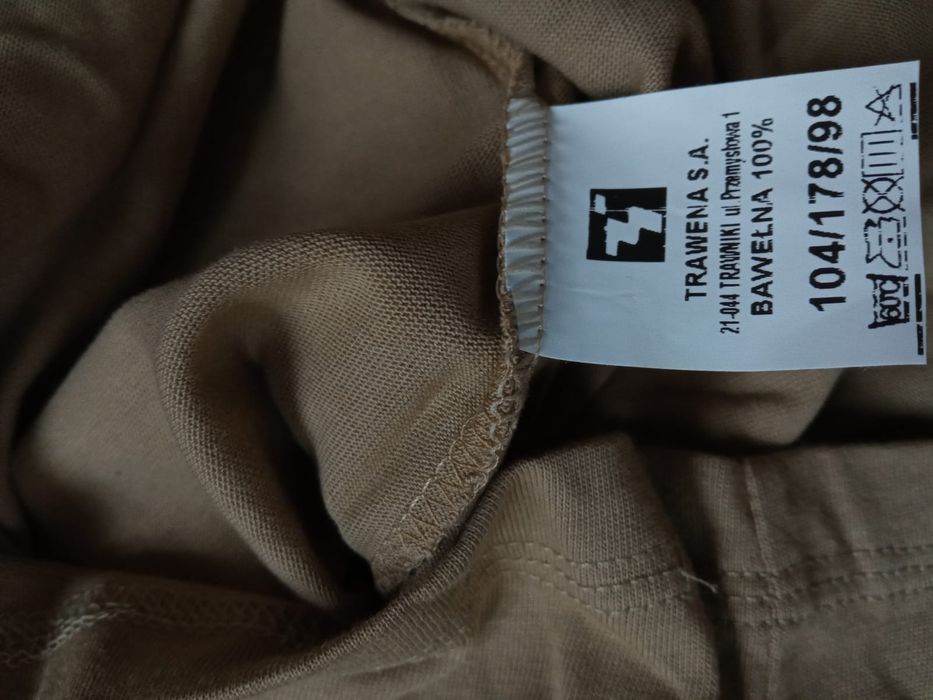 TRAWENA S.A.
21-044 TRAWNIKI ul. Przemysłowa 1
BAWEŁNA 100%
104/178/98